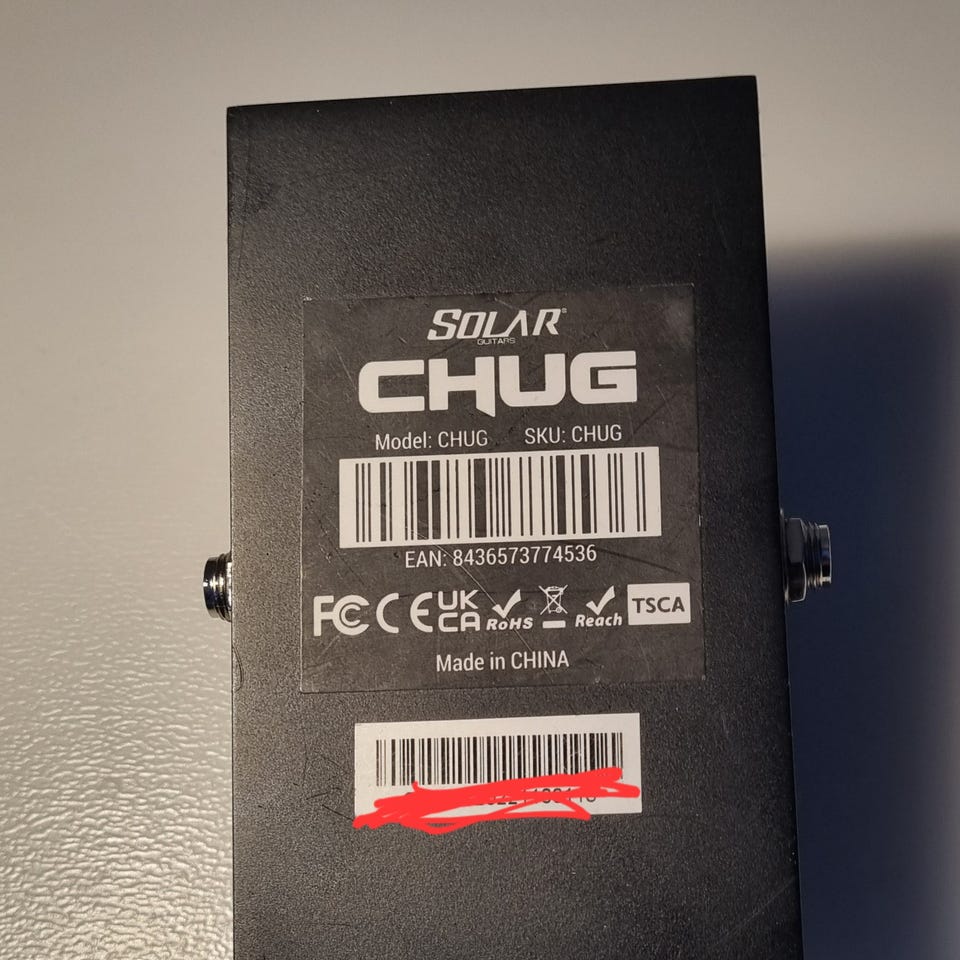 SOLAR®
GUITARS
CHUG
Model: CHUG SKU: CHUG
EAN: 8436573774536
FC CE UK CA RoHS Reach TSCA
Made in CHINA